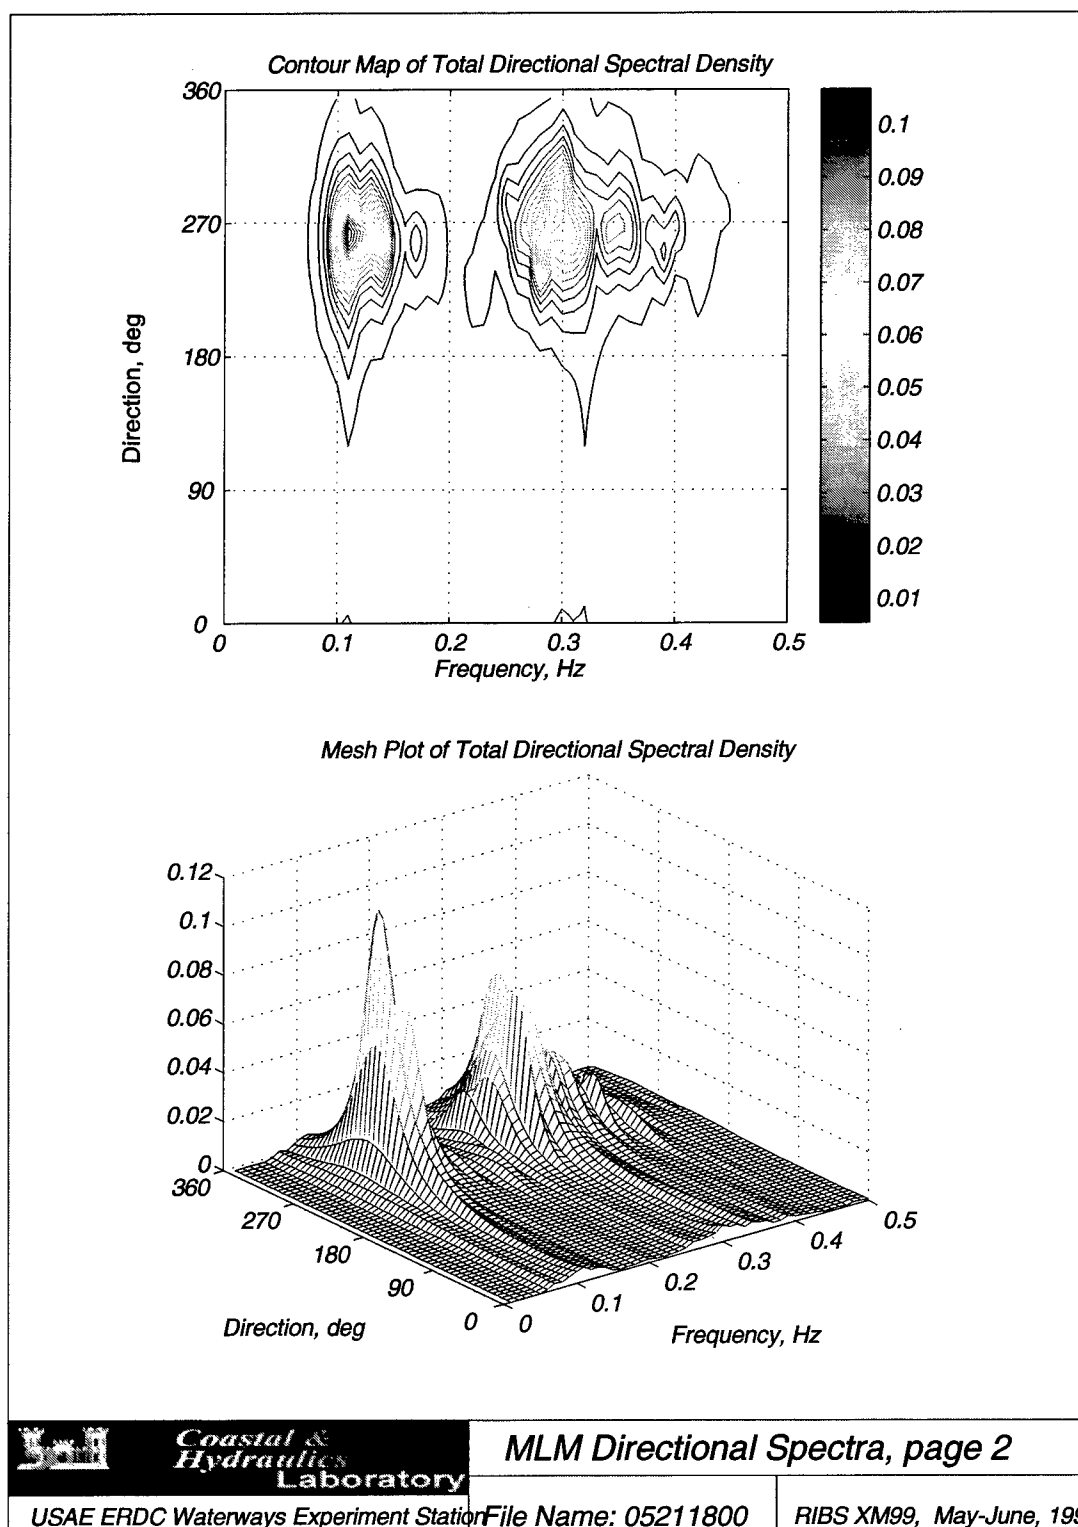 Contour Map of Total Directional Spectral Density
360
270
180
90
0
Direction, deg
0 0.1 0.2 0.3 0.4 0.5
Frequency, Hz
0.1
0.09
0.08
0.07
0.06
0.05
0.04
0.03
0.02
0.01
Mesh Plot of Total Directional Spectral Density
0.12
0.1
0.08
0.06
0.04
0.02
0
360
270
180
90
0
0
0.1
0.2
0.3
0.4
0.5
Direction, deg
Frequency, Hz
Coastal &
Hydraulics
Laboratory
MLM Directional Spectra, page 2
USAE ERDC Waterways Experiment Station
File Name: 05211800
RIBS XM99, May-June, 199